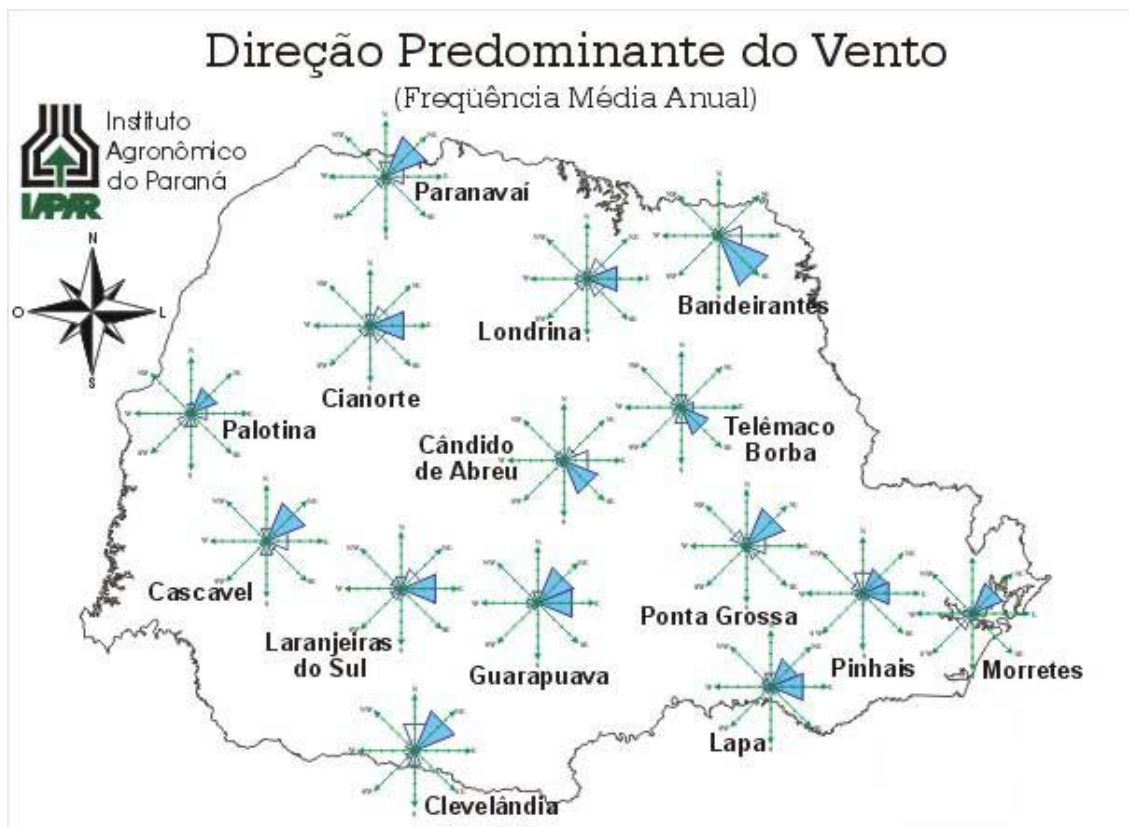 Direção Predominante do Vento
(Freqüência Média Anual)
Instituto
Agronômico
do Paraná
IAPAR
N
O
L
S
Paranavaí
Bandeirantes
Londrina
Cianorte
Palotina
Telêmaco
Borba
Cândido
de Abreu
Cascavel
Laranjeiras
do Sul
Guarapuava
Ponta Grossa
Pinhais
Morretes
Lapa
Clevelândia